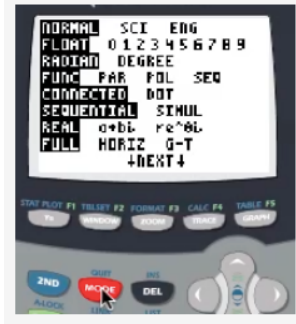 NORMAL SCI ENG
FLOAT 0 1 2 3 4 5 6 7 8 9
RADIAN DEGREE
FUNC PAR POL SEQ
CONNECTED DOT
SEQUENTIAL SIMUL
REAL a+bi re^θi
FULL HORIZ G-T
↓NEXT↓
STAT PLOT F1 TBLSET F2 FORMAT F3 CALC F4 TABLE F5
Y= WINDOW ZOOM TRACE GRAPH
QUIT INS
2ND MODE DEL
A-LOCK LINK LIST